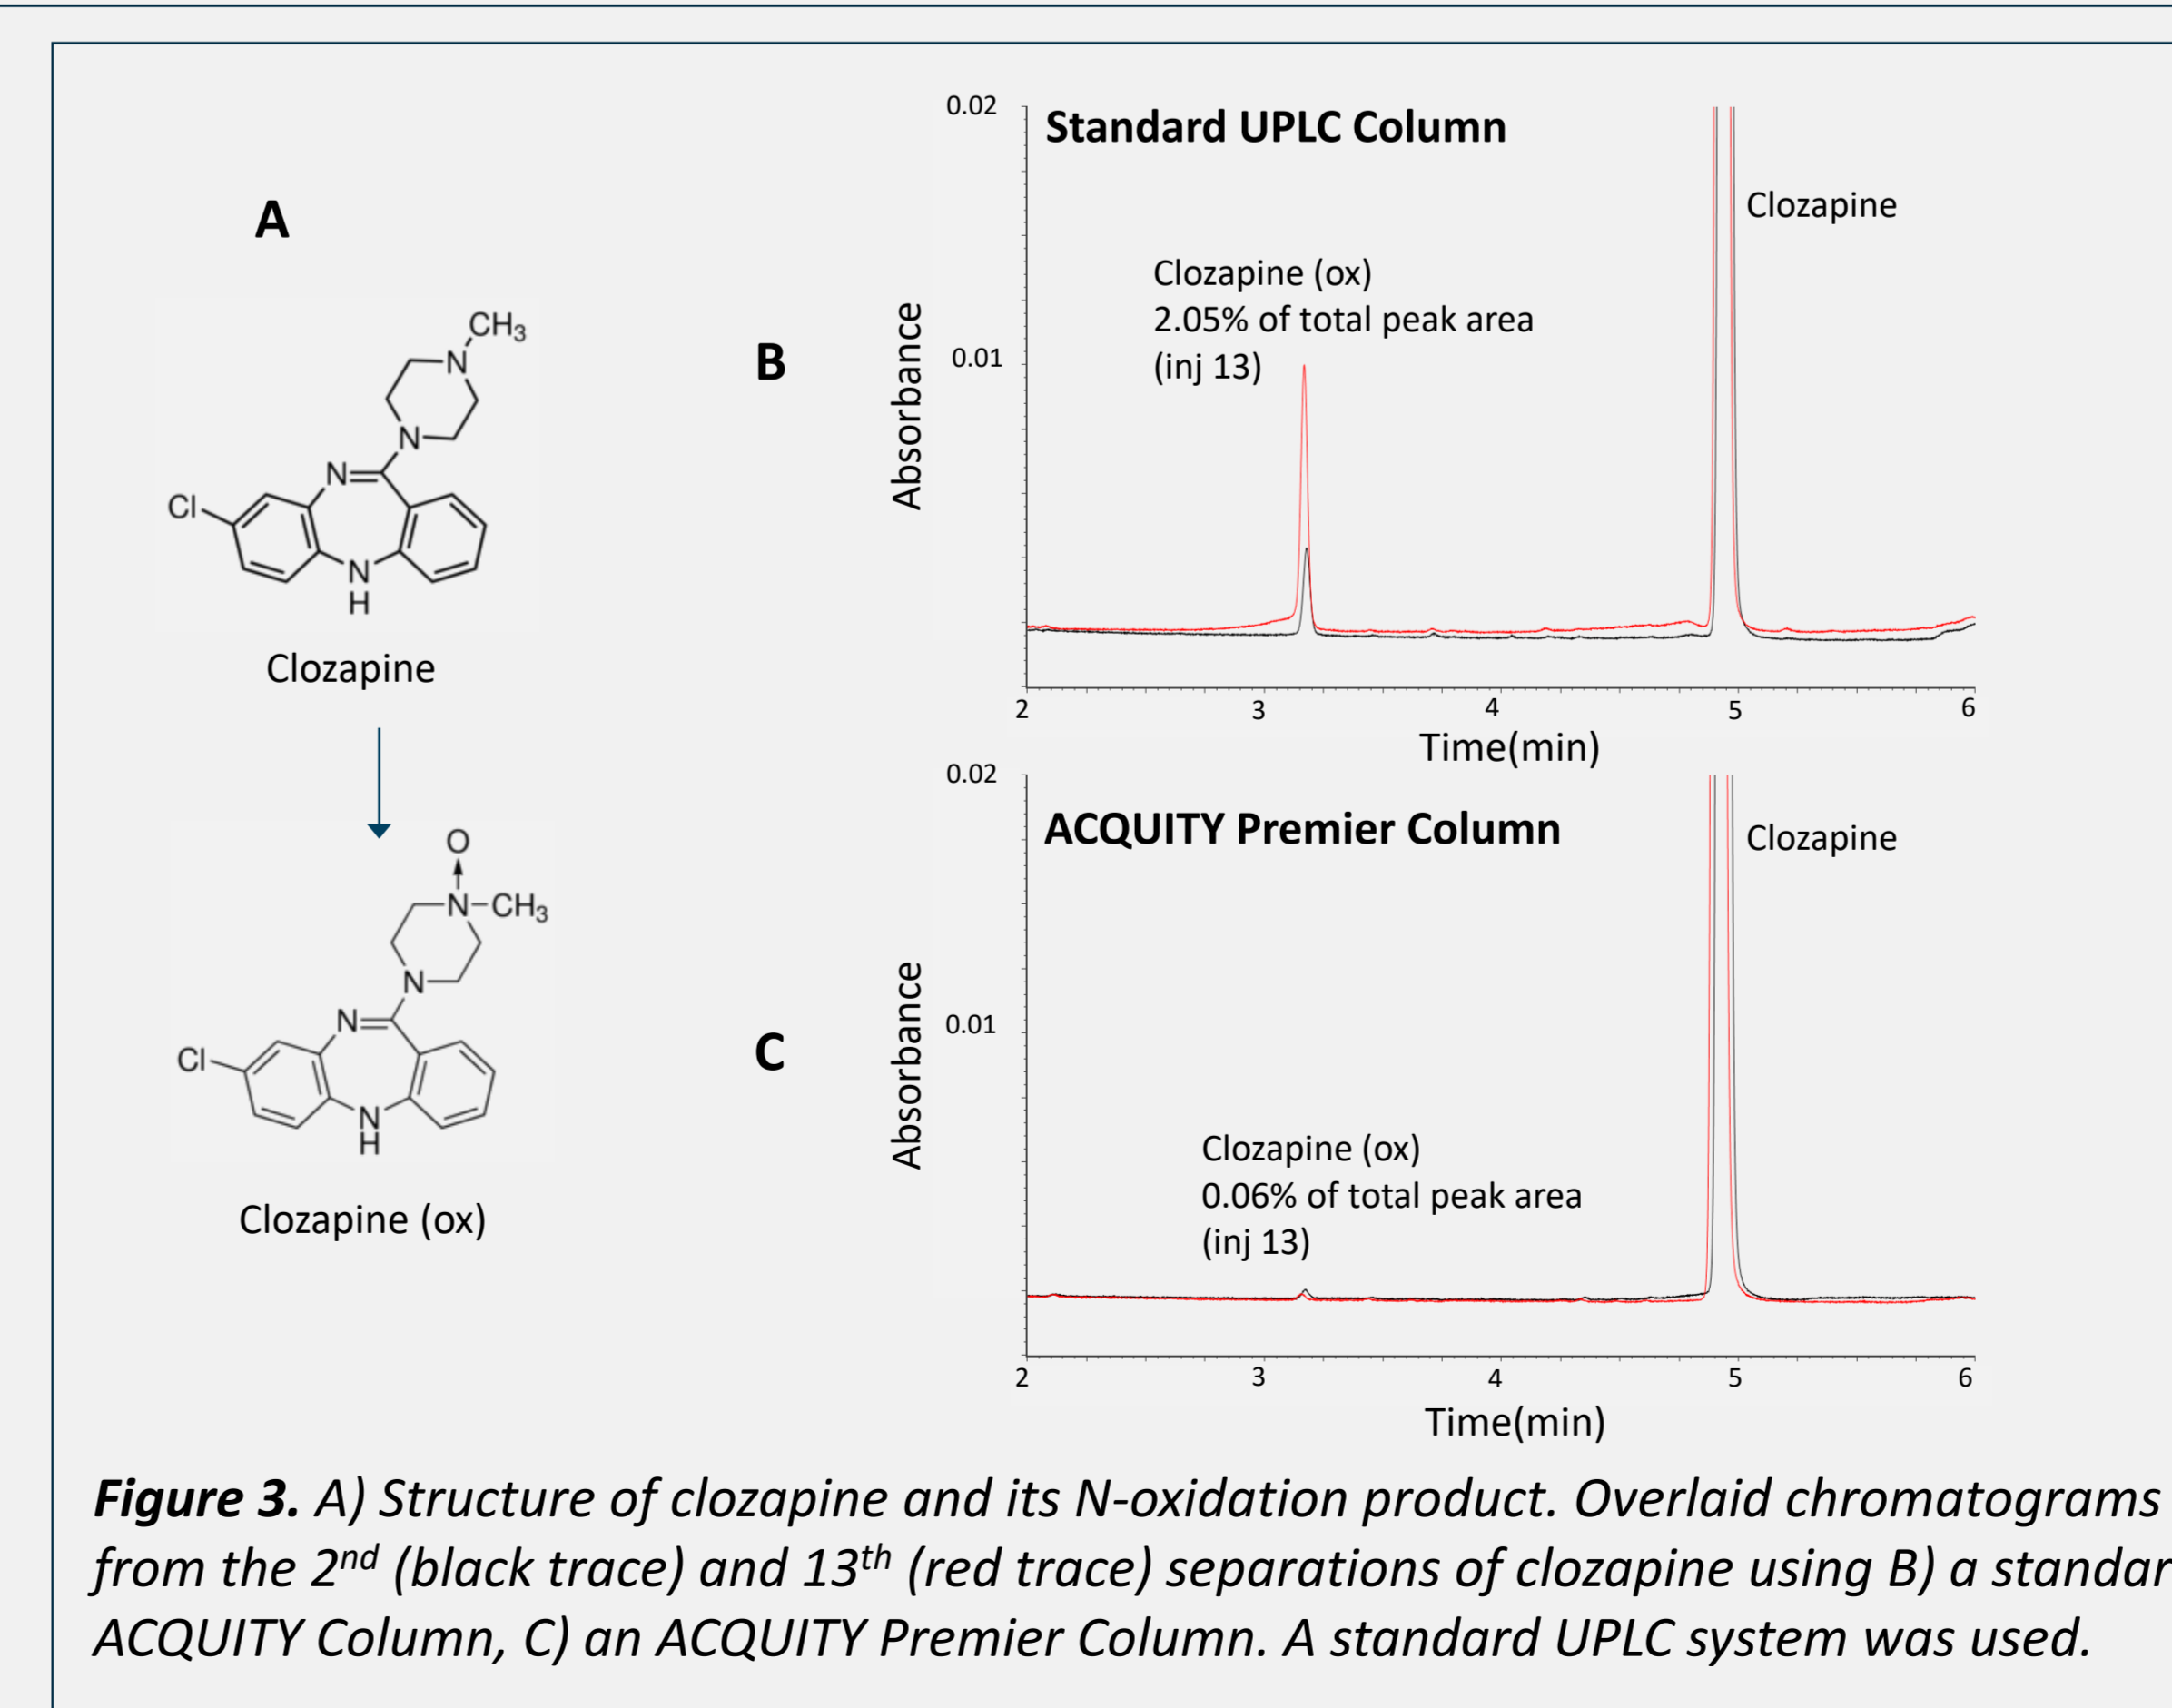 A
CH3
N
N
N
Cl
N
H
Clozapine
O
N-CH3
N
N
Cl
N
H
Clozapine (ox)
B
0.02
Standard UPLC Column
Clozapine
Clozapine (ox)
2.05% of total peak area
(inj 13)
0.01
Absorbance
2 3 4 5 6
Time(min)
C
0.02
ACQUITY Premier Column
Clozapine
0.01
Absorbance
Clozapine (ox)
0.06% of total peak area
(inj 13)
2 3 4 5 6
Time(min)
Figure 3. A) Structure of clozapine and its N-oxidation product. Overlaid chromatograms
from the 2nd (black trace) and 13th (red trace) separations of clozapine using B) a standar
ACQUITY Column, C) an ACQUITY Premier Column. A standard UPLC system was used.